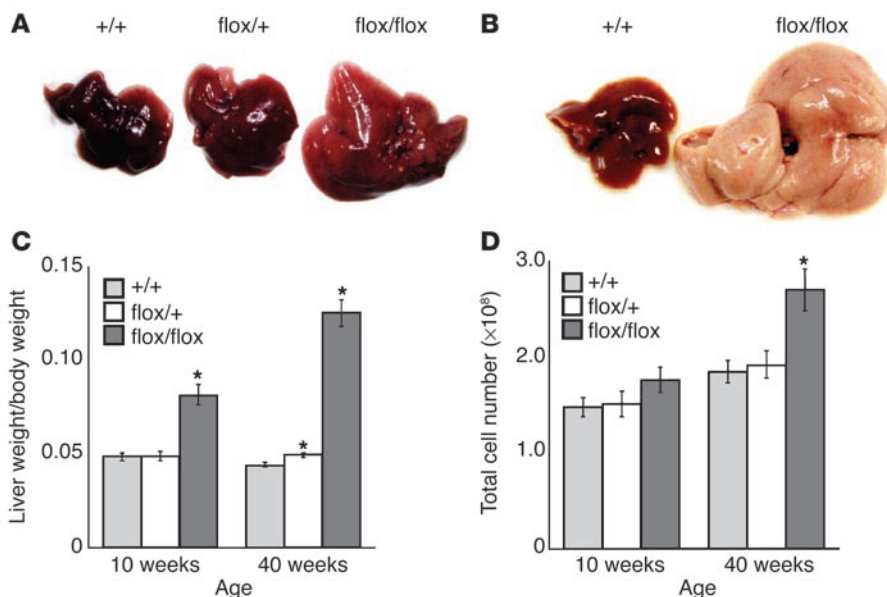 A
+/+
flox/+
flox/flox
B
+/+
flox/flox
C
Liver weight/body weight
0.15
0.10
0.05
0
+/+
flox/+
flox/flox
*
*
*
10 weeks
40 weeks
Age
D
Total cell number (×10⁸)
3.0
2.0
1.0
0
+/+
flox/+
flox/flox
*
10 weeks
40 weeks
Age